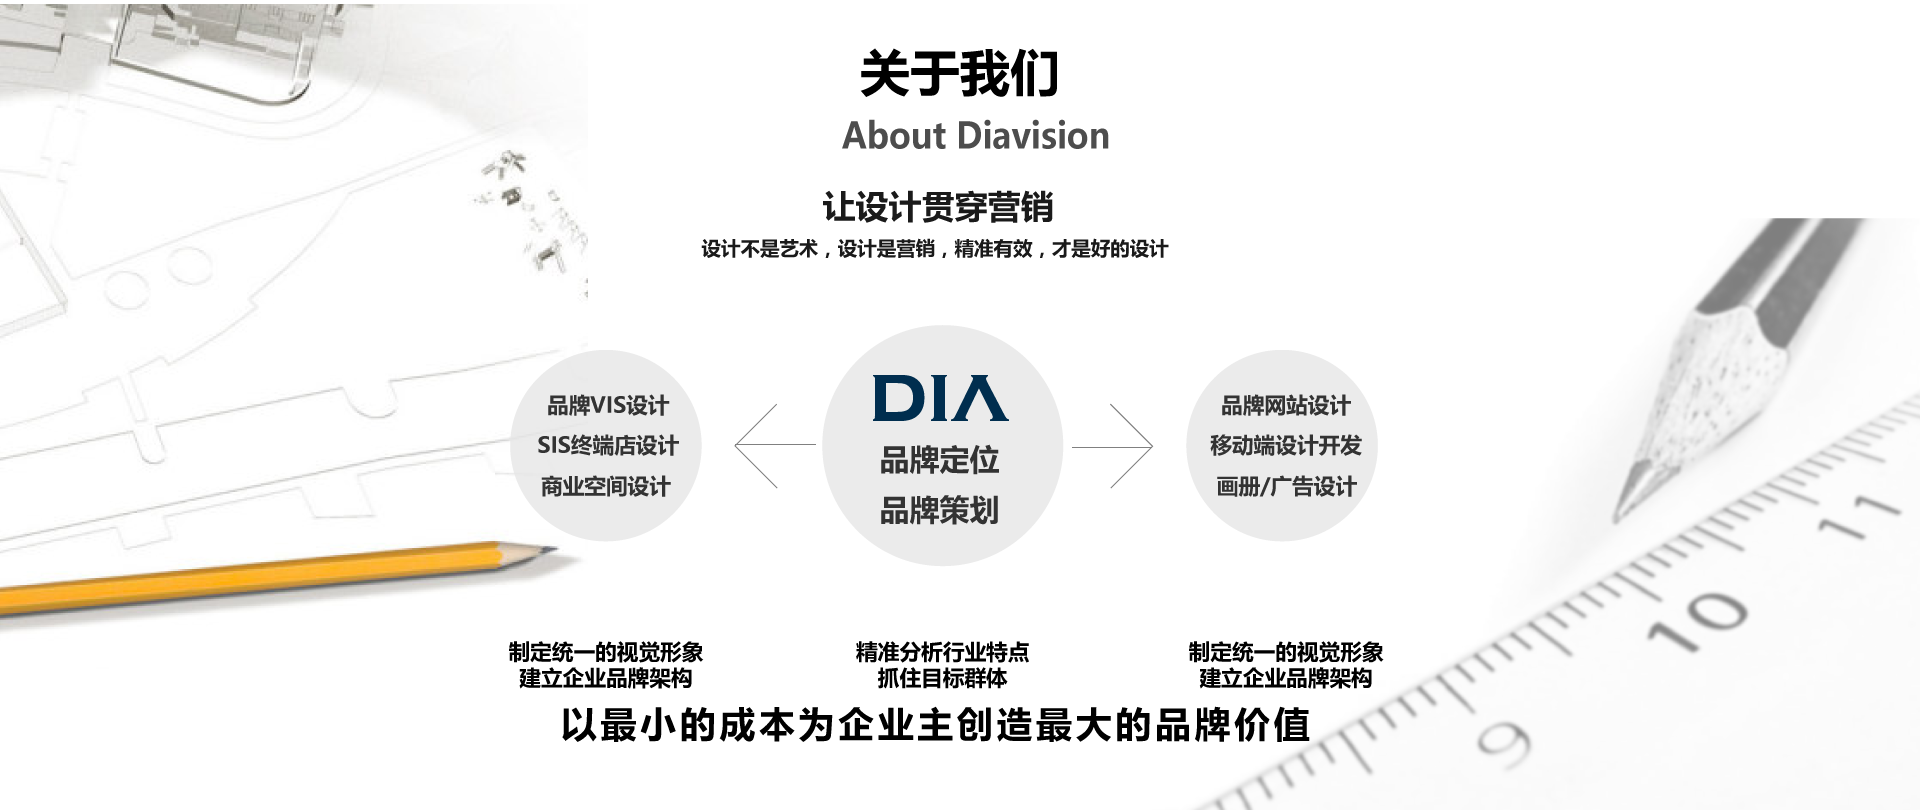 关于我们
About Diavision
让设计贯穿营销
设计不是艺术，设计是营销，精准有效，才是好的设计
品牌VIS设计
SIS终端店设计
商业空间设计
DIA
品牌定位
品牌策划
品牌网站设计
移动端设计开发
画册/广告设计
制定统一的视觉形象
建立企业品牌架构
精准分析行业特点
抓住目标群体
制定统一的视觉形象
建立企业品牌架构
以最小的成本为企业主创造最大的品牌价值
11
10
9